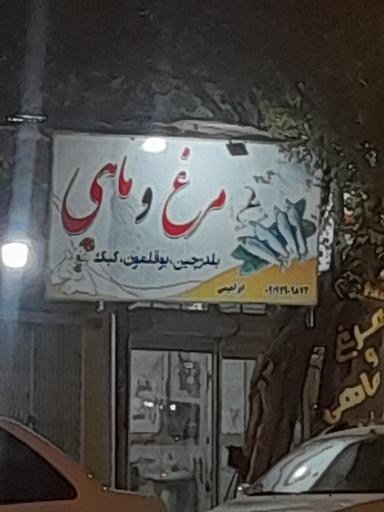 مرغ و ماهی
بلدرچین، بوقلمون، کبک
ابراهیمی
مرغ
و
ماهی